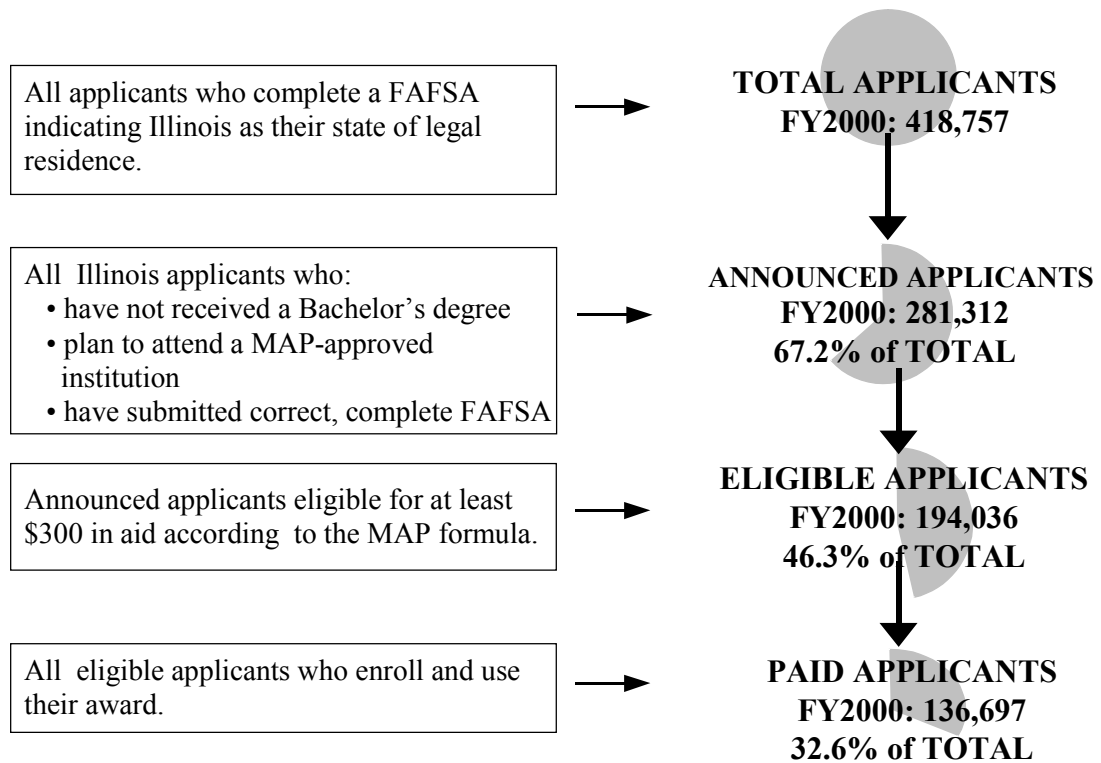 All applicants who complete a FAFSA
indicating Illinois as their state of legal
residence.
TOTAL APPLICANTS
FY2000: 418,757
All Illinois applicants who:
• have not received a Bachelor's degree
• plan to attend a MAP-approved
institution
• have submitted correct, complete FAFSA
ANNOUNCED APPLICANTS
FY2000: 281,312
67.2% of TOTAL
Announced applicants eligible for at least
$300 in aid according to the MAP formula.
ELIGIBLE APPLICANTS
FY2000: 194,036
46.3% of TOTAL
All eligible applicants who enroll and use
their award.
PAID APPLICANTS
FY2000: 136,697
32.6% of TOTAL